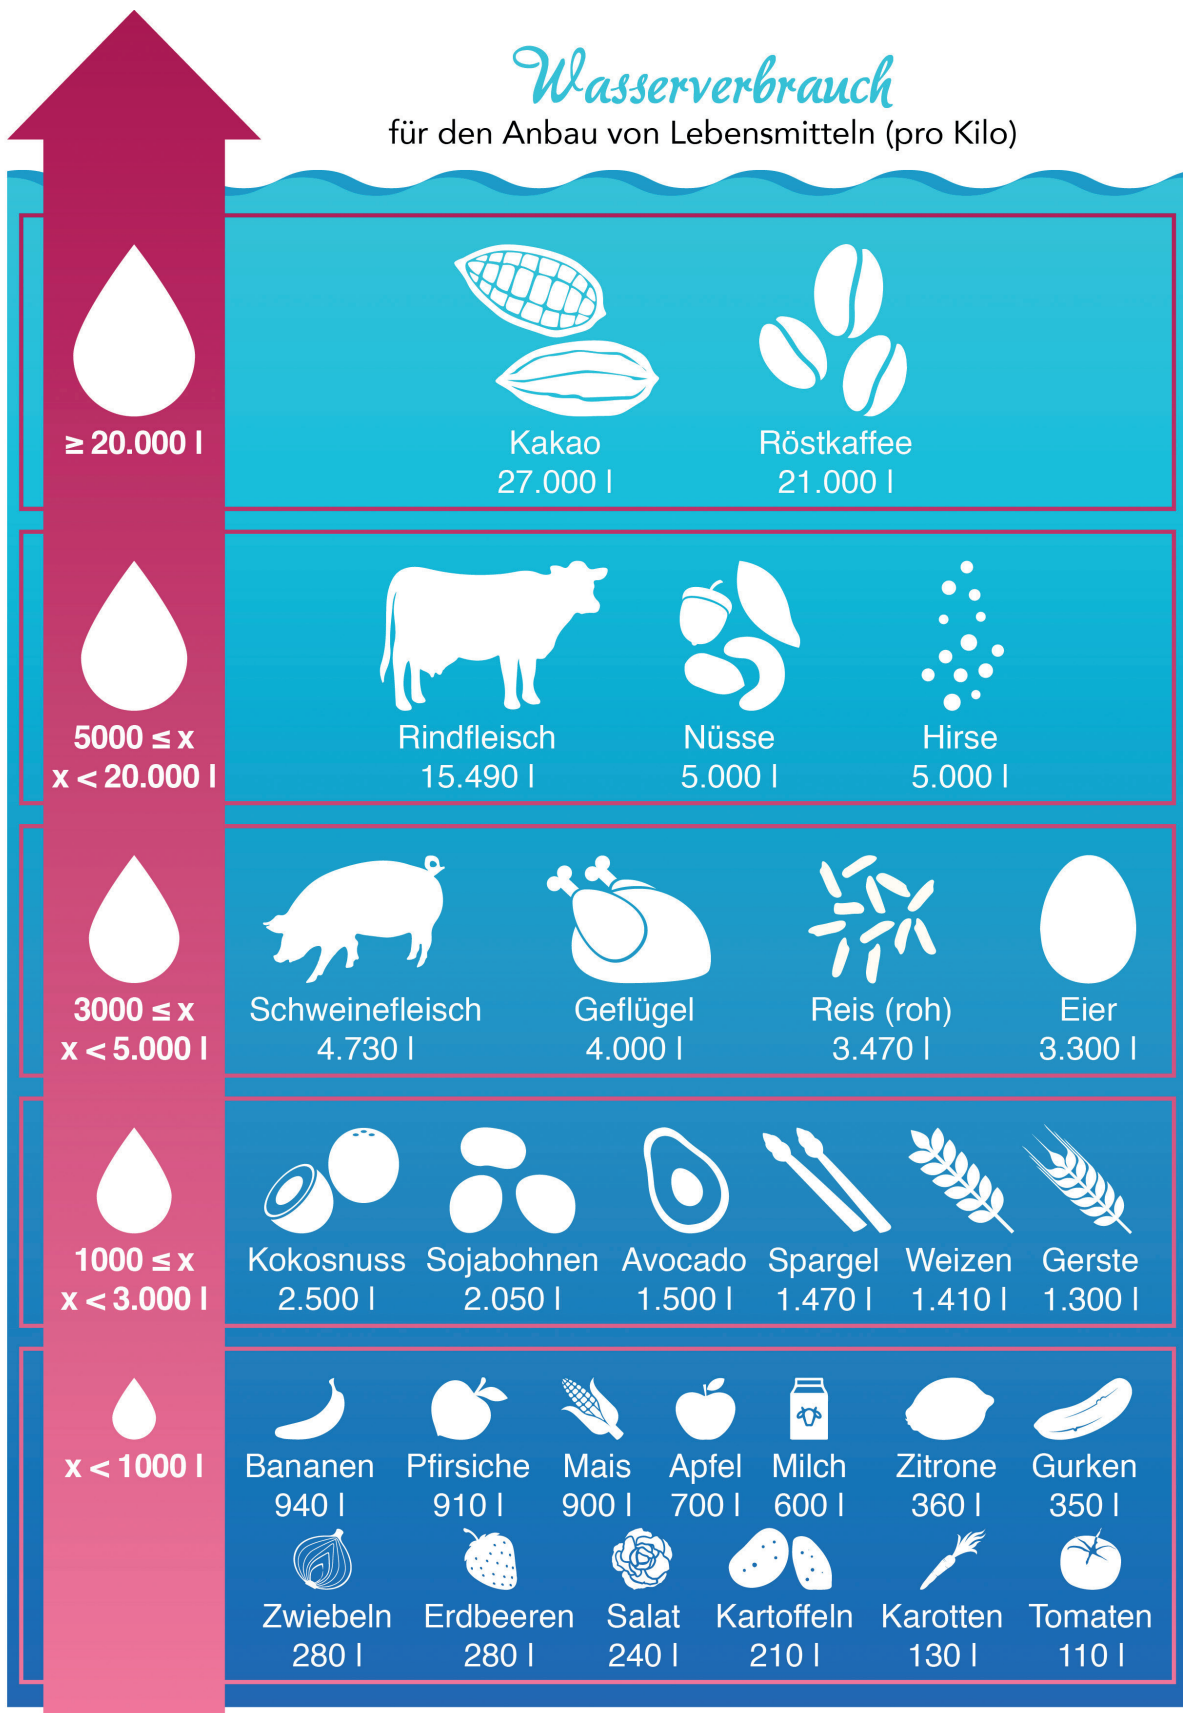 Wasserverbrauch
für den Anbau von Lebensmitteln (pro Kilo)
≥ 20.000 l
Kakao
27.000 l
Röstkaffee
21.000 l
5000 ≤ x
x < 20.000 l
Rindfleisch
15.490 l
Nüsse
5.000 l
Hirse
5.000 l
3000 ≤ x
x < 5.000 l
Schweinefleisch
4.730 l
Geflügel
4.000 l
Reis (roh)
3.470 l
Eier
3.300 l
1000 ≤ x
x < 3.000 l
Kokosnuss
2.500 l
Sojabohnen
2.050 l
Avocado
1.500 l
Spargel
1.470 l
Weizen
1.410 l
Gerste
1.300 l
x < 1000 l
Bananen
940 l
Pfirsiche
910 l
Mais
900 l
Apfel
700 l
Milch
600 l
Zitrone
360 l
Gurken
350 l
Zwiebeln
280 l
Erdbeeren
280 l
Salat
240 l
Kartoffeln
210 l
Karotten
130 l
Tomaten
110 l